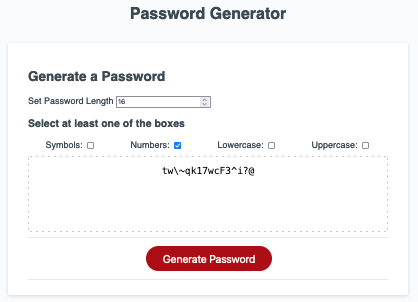 Password Generator
Generate a Password
Set Password Length 16
Select at least one of the boxes
Symbols: Numbers: Lowercase: Uppercase:
tw\~qk17wcF3^i?@
Generate Password